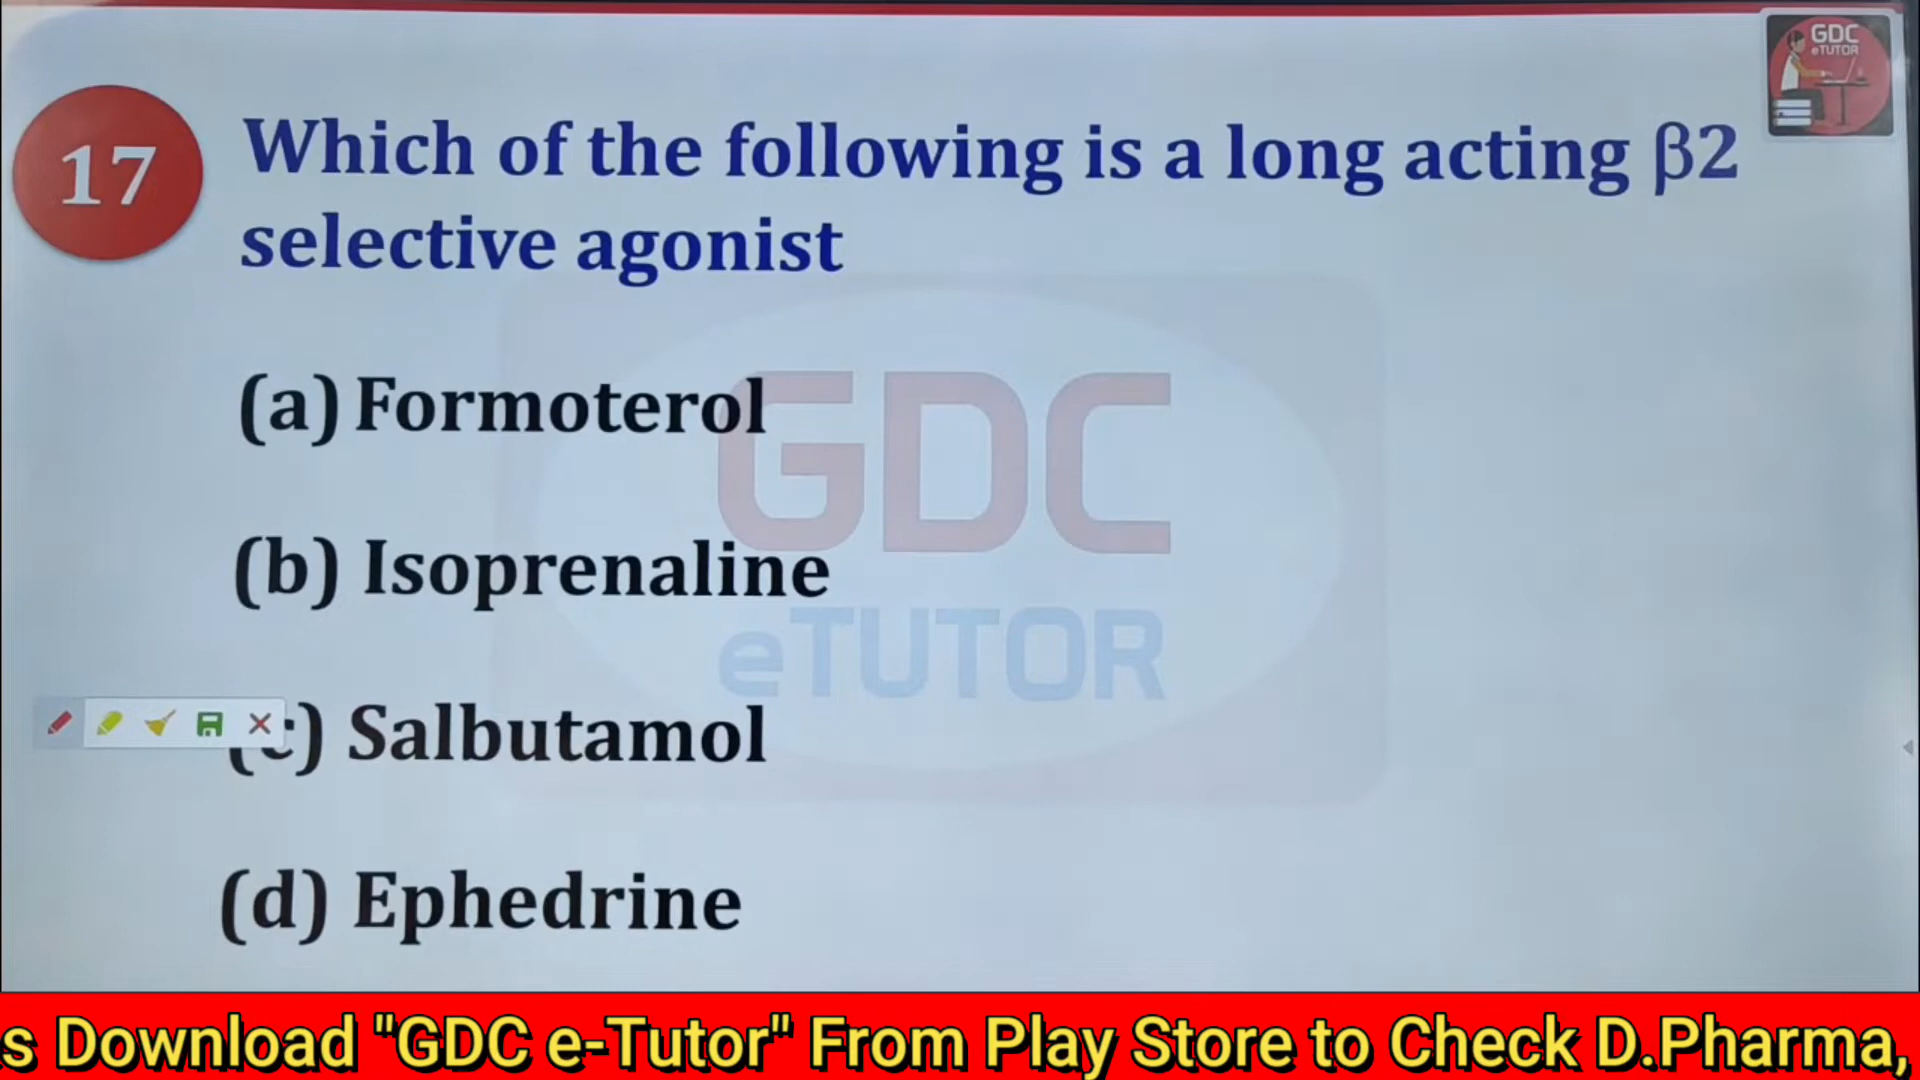 GDC
eTUTOR
17
Which of the following is a long acting β2
selective agonist
(a) Formoterol
GDC
(b) Isoprenaline
eTUTOR
(c) Salbutamol
(d) Ephedrine
s Download "GDC e-Tutor" From Play Store to Check D.Pharma,